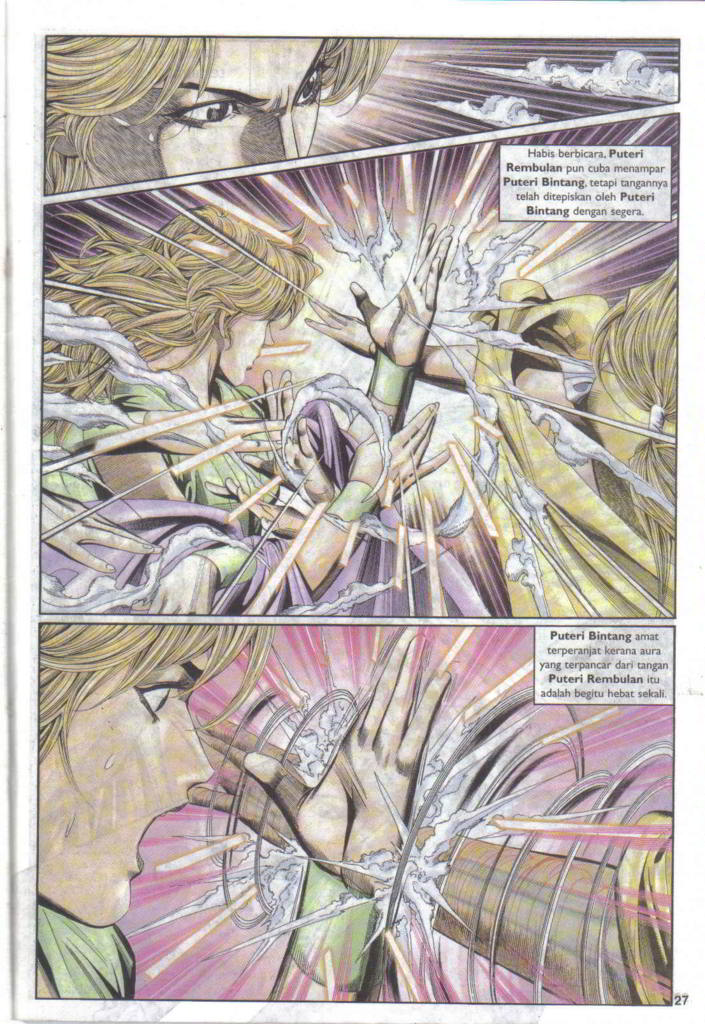 Habis berbicara, Puteri
Rembulan pun cuba menampar
Puteri Bintang, tetapi tangannya
telah ditepiskan oleh Puteri
Bintang dengan segera.
Puteri Bintang amat
terperanjat kerana aura
yang terpancar dari tangan
Puteri Rembulan itu
adalah begitu hebat sekali.
27